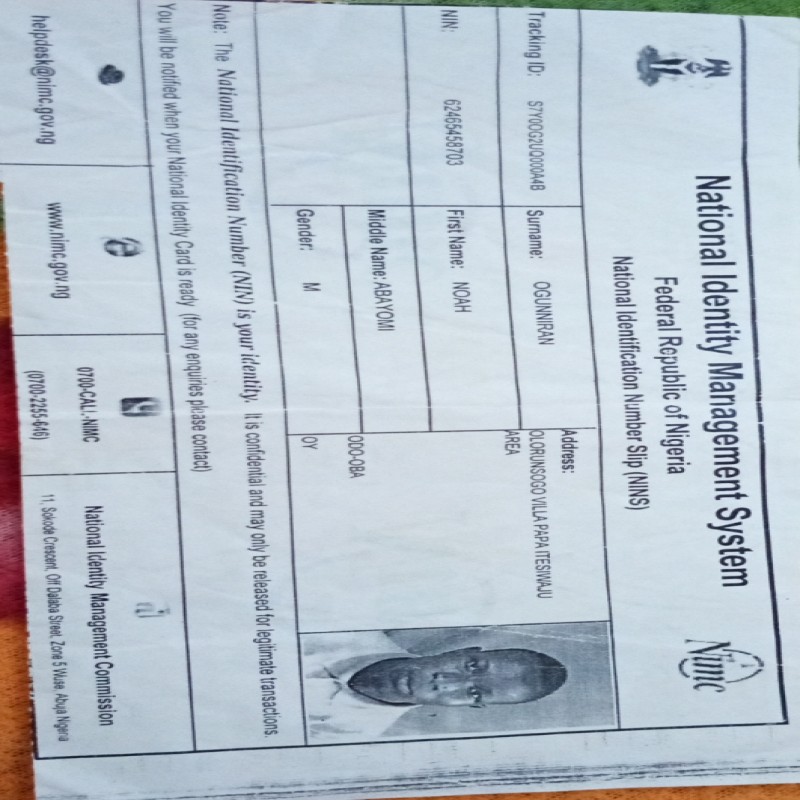 National Identity Management System
Federal Republic of Nigeria
National Identification Number Slip (NINS)
Nimc
Tracking ID: S7Y0OG2UQ000A4B
Surname: OGUNNIRAN
Address:
OLORUNSOGO VILLA PAPA ITESIWAJU
AREA
NIN: 62465458703
First Name: NOAH
Middle Name: ABAYOMI
ODO-OBA
Gender: M
OY
Note: The National Identification Number (NIN) is your identity. It is confidential and may only be released for legitimate transactions.
You will be notified when your National Identity Card is ready (for any enquiries please contact)
helpdesk@nimc.gov.ng
www.nimc.gov.ng
0700-CALL-NIMC
(0700-2255-646)
National Identity Management Commission
11, Sokode Crescent, Off Dalaba Street, Zone 5 Wuse, Abuja Nigeria